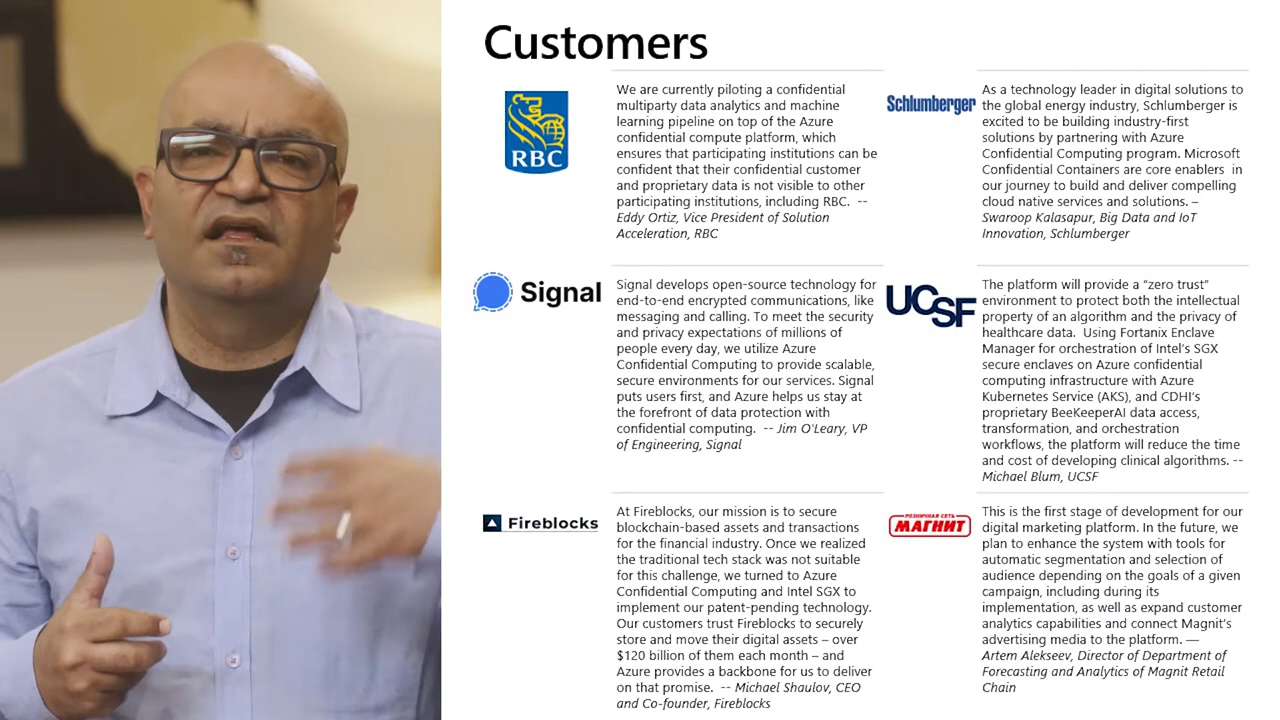 Customers
RBC
We are currently piloting a confidential
multiparty data analytics and machine
learning pipeline on top of the Azure
confidential compute platform, which
ensures that participating institutions can be
confident that their confidential customer
and proprietary data is not visible to other
participating institutions, including RBC. --
Eddy Ortiz, Vice President of Solution
Acceleration, RBC
Schlumberger
As a technology leader in digital solutions to
the global energy industry, Schlumberger is
excited to be building industry-first
solutions by partnering with Azure
Confidential Computing program. Microsoft
Confidential Containers are core enablers in
our journey to build and deliver compelling
cloud native services and solutions. –
Swaroop Kalasapur, Big Data and IoT
Innovation, Schlumberger
Signal
Signal develops open-source technology for
end-to-end encrypted communications, like
messaging and calling. To meet the security
and privacy expectations of millions of
people every day, we utilize Azure
Confidential Computing to provide scalable,
secure environments for our services. Signal
puts users first, and Azure helps us stay at
the forefront of data protection with
confidential computing. -- Jim O'Leary, VP
of Engineering, Signal
UCSF
The platform will provide a “zero trust”
environment to protect both the intellectual
property of an algorithm and the privacy of
healthcare data. Using Fortanix Enclave
Manager for orchestration of Intel’s SGX
secure enclaves on Azure confidential
computing infrastructure with Azure
Kubernetes Service (AKS), and CDHI’s
proprietary BeeKeeperAI data access,
transformation, and orchestration
workflows, the platform will reduce the time
and cost of developing clinical algorithms. --
Michael Blum, UCSF
Fireblocks
At Fireblocks, our mission is to secure
blockchain-based assets and transactions
for the financial industry. Once we realized
the traditional tech stack was not suitable
for this challenge, we turned to Azure
Confidential Computing and Intel SGX to
implement our patent-pending technology.
Our customers trust Fireblocks to securely
store and move their digital assets – over
$120 billion of them each month – and
Azure provides a backbone for us to deliver
on that promise. -- Michael Shaulov, CEO
and Co-founder, Fireblocks
РОЗНИЧНАЯ СЕТЬ
МАГНИТ
This is the first stage of development for our
digital marketing platform. In the future, we
plan to enhance the system with tools for
automatic segmentation and selection of
audience depending on the goals of a given
campaign, including during its
implementation, as well as expand customer
analytics capabilities and connect Magnit’s
advertising media to the platform. —
Artem Alekseev, Director of Department of
Forecasting and Analytics of Magnit Retail
Chain